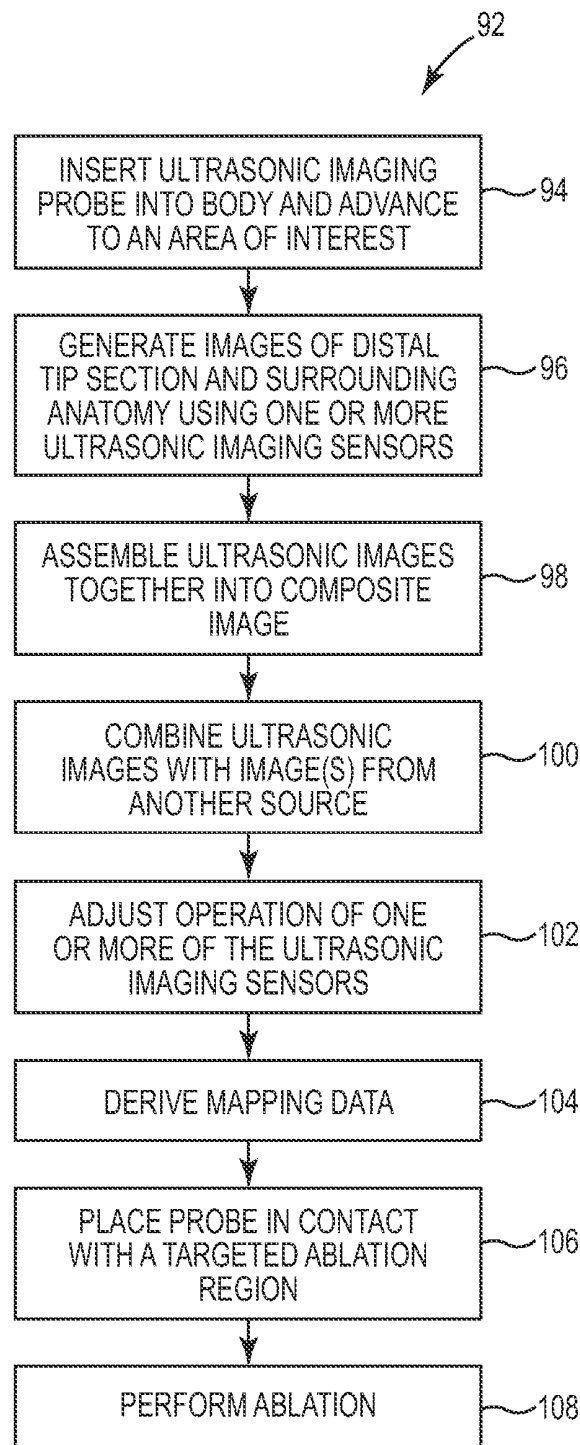 92
INSERT ULTRASONIC IMAGING
PROBE INTO BODY AND ADVANCE
TO AN AREA OF INTEREST
94
GENERATE IMAGES OF DISTAL
TIP SECTION AND SURROUNDING
ANATOMY USING ONE OR MORE
ULTRASONIC IMAGING SENSORS
96
ASSEMBLE ULTRASONIC IMAGES
TOGETHER INTO COMPOSITE
IMAGE
98
COMBINE ULTRASONIC
IMAGES WITH IMAGE(S) FROM
ANOTHER SOURCE
100
ADJUST OPERATION OF ONE
OR MORE OF THE ULTRASONIC
IMAGING SENSORS
102
DERIVE MAPPING DATA
104
PLACE PROBE IN CONTACT
WITH A TARGETED ABLATION
REGION
106
PERFORM ABLATION
108